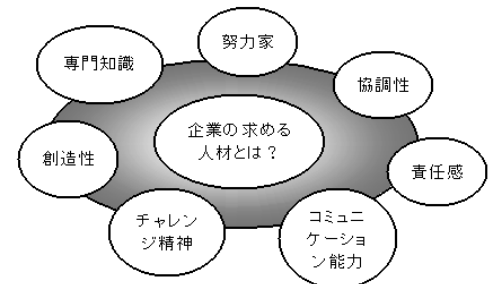 努力家
専門知識
協調性
企業の求める
人材とは？
創造性
責任感
チャレン
ジ精神
コミュニ
ケーショ
ン能力